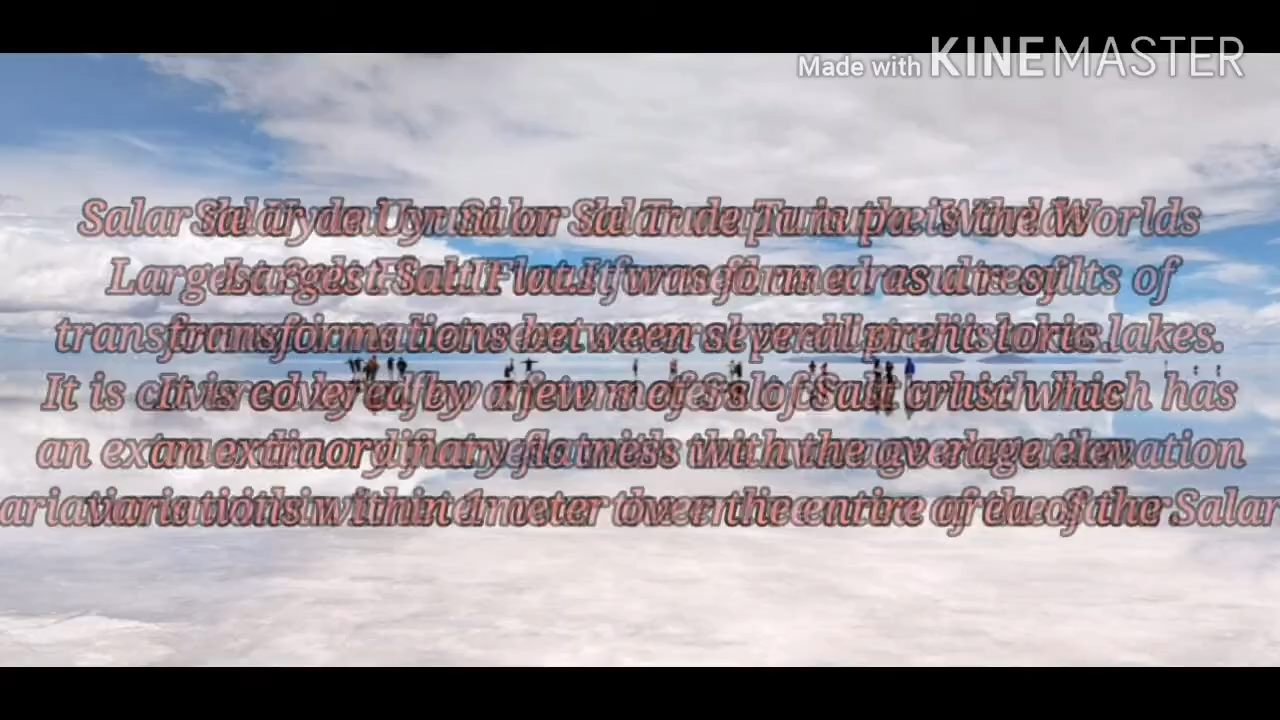 Made with KINEMASTER
Salar de Uyuni or Salar de Tunupa is the Worlds
Largest Salt Flat. It was formed as a results of
transformations between several prehistoric lakes.
It is covered by a few meters of Salt crust which has
an flatness with the average elevation
variations within 1 meter over the entire of the Salar